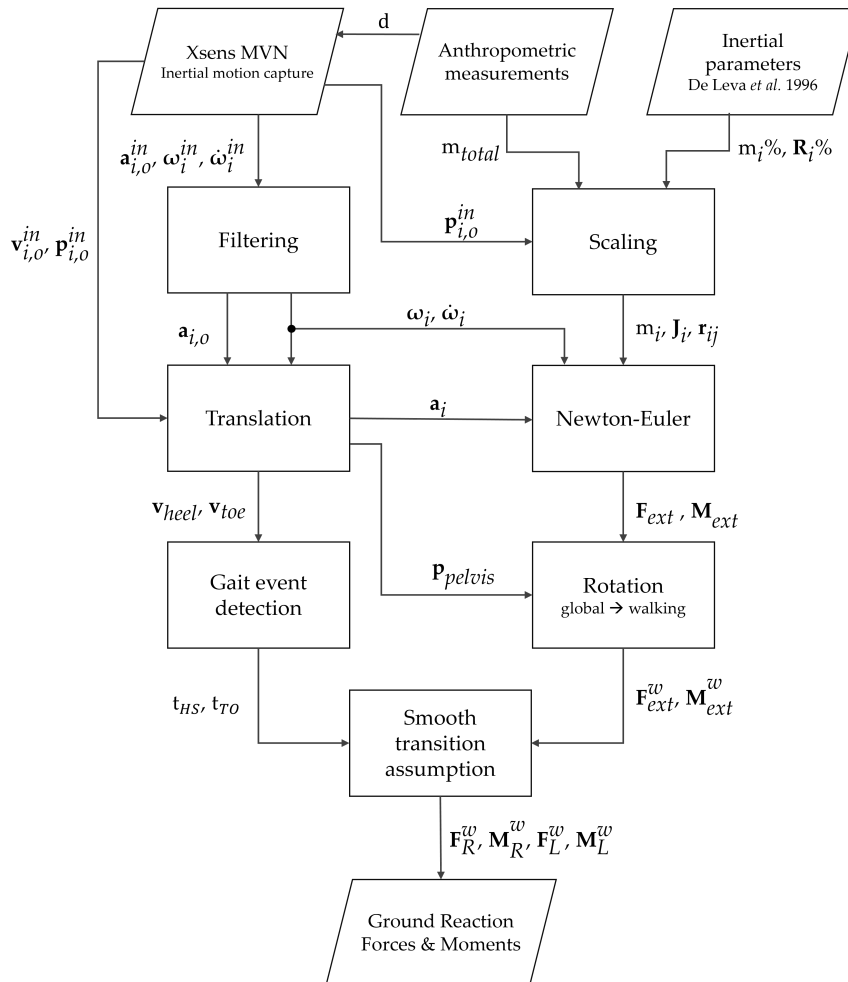 d
Xsens MVN
Inertial motion capture
Anthropometric
measurements
Inertial
parameters
De Leva et al. 1996
a_{i,o}^{in}, ω_i^{in}, ω̇_i^{in}
m_{total}
m_i%, R_i%
v_{i,o}^{in}, p_{i,o}^{in}
Filtering
p_{i,o}^{in}
Scaling
a_{i,o}
ω_i, ω̇_i
m_i, J_i, r_{ij}
Translation
a_i
Newton-Euler
v_{heel}, v_{toe}
F_{ext} , M_{ext}
Gait event
detection
p_{pelvis}
Rotation
global → walking
t_{HS}, t_{TO}
F_{ext}^w, M_{ext}^w
Smooth
transition
assumption
F_R^w, M_R^w, F_L^w, M_L^w
Ground Reaction
Forces & Moments